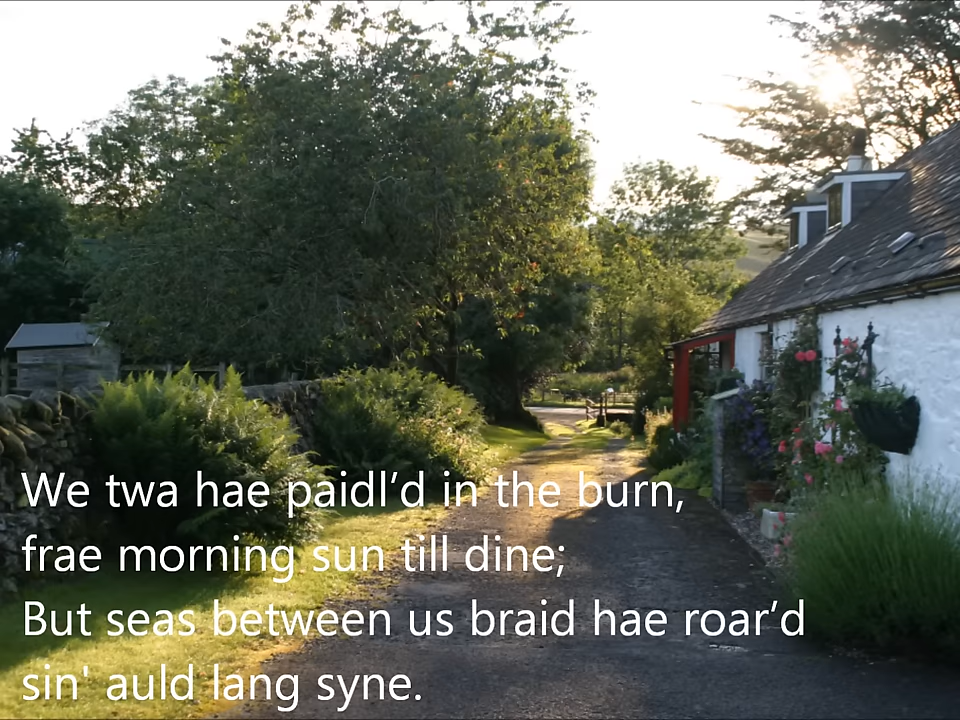 We twa hae paidl’d in the burn,
frae morning sun till dine;
But seas between us braid hae roar’d
sin' auld lang syne.